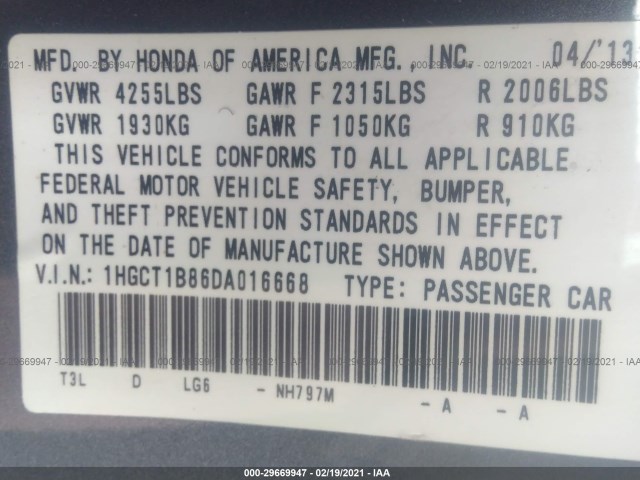 MFD. BY HONDA OF AMERICA MFG., INC. 04/'13
GVWR 4255LBS GAWR F 2315LBS R 2006LBS
GVWR 1930KG GAWR F 1050KG R 910KG
THIS VEHICLE CONFORMS TO ALL APPLICABLE
FEDERAL MOTOR VEHICLE SAFETY, BUMPER,
AND THEFT PREVENTION STANDARDS IN EFFECT
ON THE DATE OF MANUFACTURE SHOWN ABOVE.
V.I.N.: 1HGCT1B86DA016668 TYPE: PASSENGER CAR
T3L D LG6 - NH797M - A - A
000-29669947 - 02/19/2021 - IAA